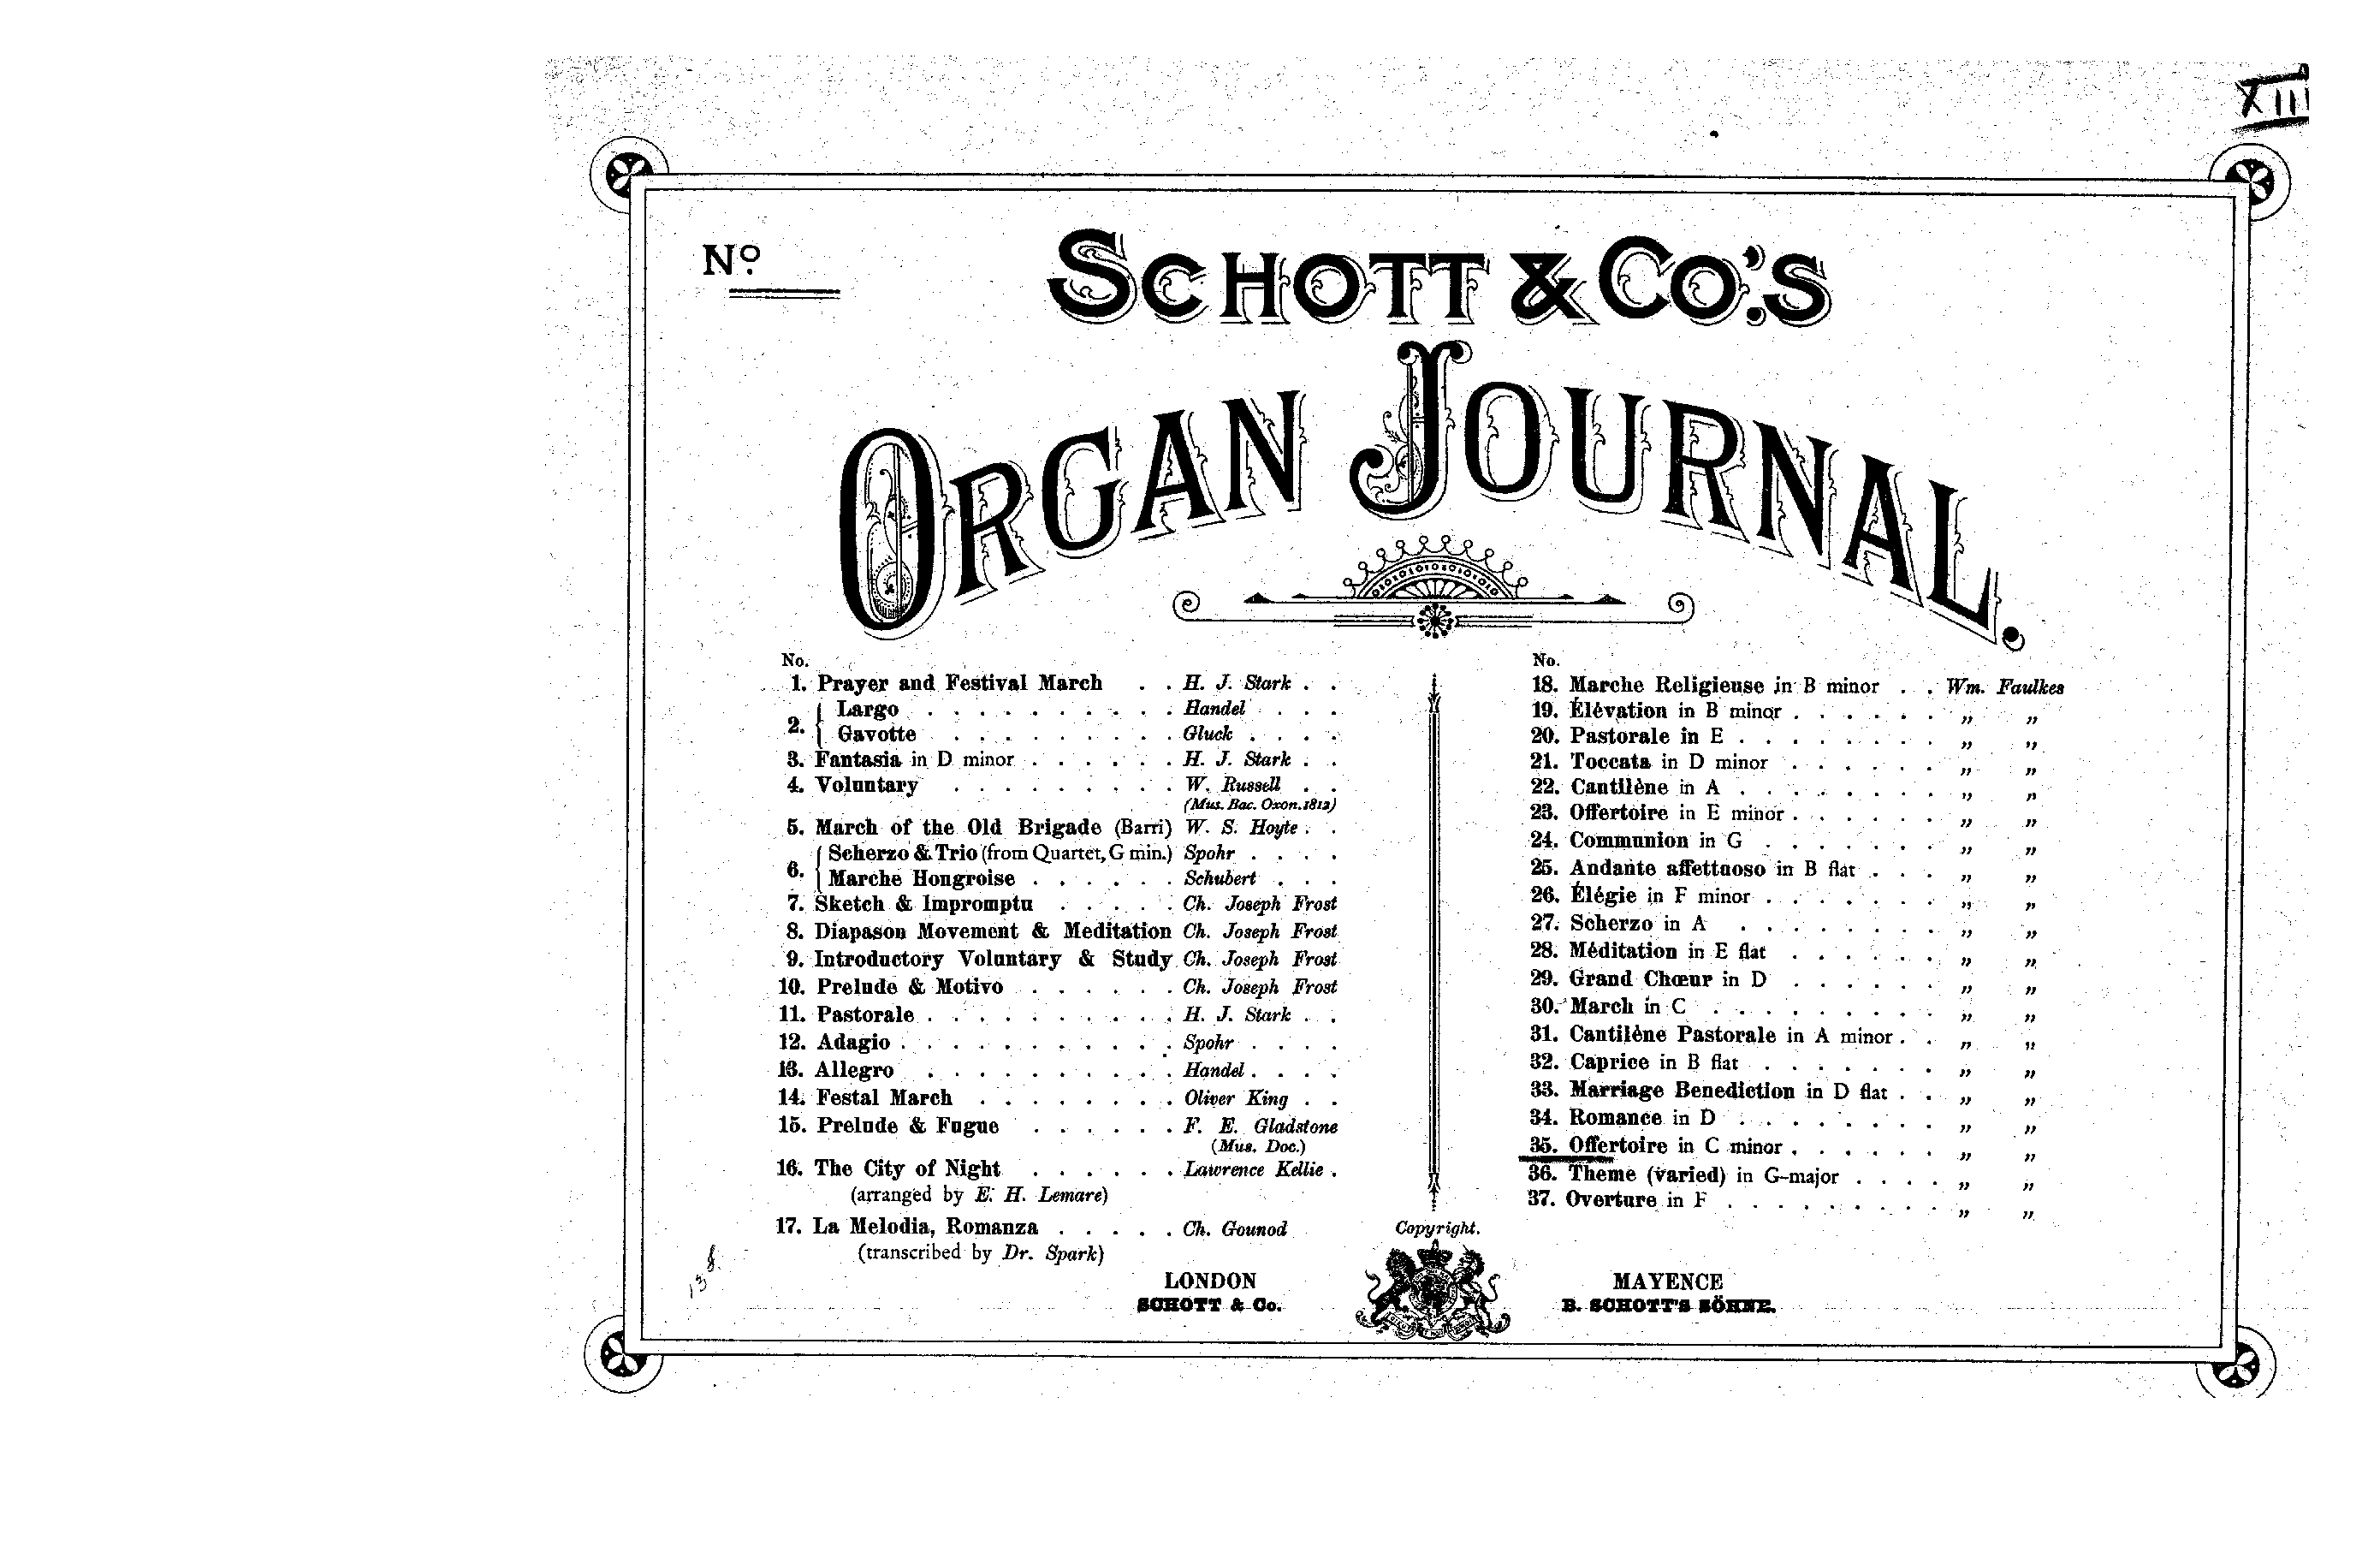 XIII
No.
SCHOTT & Co.'s
ORGAN JOURNAL.
No.
1. Prayer and Festival March . . H. J. Stark . .
2. { Largo . . . . . . . . . . Handel . . .
Gavotte . . . . . . . . . Gluck . . . .
3. Fantasia in D minor . . . . . . H. J. Stark . .
4. Voluntary . . . . . . . . . W. Russell . .
(Mus. Bac. Oxon. 1812)
5. March of the Old Brigade (Barri) W. S. Hoyte . .
6. { Scherzo & Trio (from Quartet, G min.) Spohr . . . .
Marche Hongroise . . . . . . Schubert . . .
7. Sketch & Impromptu . . . . . Ch. Joseph Frost
8. Diapason Movement & Meditation Ch. Joseph Frost
9. Introductory Voluntary & Study Ch. Joseph Frost
10. Prelude & Motivo . . . . . . Ch. Joseph Frost
11. Pastorale . . . . . . . . . . H. J. Stark . .
12. Adagio . . . . . . . . . . . Spohr . . . .
13. Allegro . . . . . . . . . . Handel . . . .
14. Festal March . . . . . . . . Oliver King . .
15. Prelude & Fugue . . . . . . F. E. Gladstone
(Mus. Doc.)
16. The City of Night . . . . . . Lawrence Kellie .
(arranged by E. H. Lemare)
17. La Melodia, Romanza . . . . . Ch. Gounod
(transcribed by Dr. Spark)
No.
18. Marche Religieuse in B minor . . Wm. Faulkes
19. Élévation in B minor . . . . . . „ „
20. Pastorale in E . . . . . . . . „ „
21. Toccata in D minor . . . . . . „ „
22. Cantilène in A . . . . . . . . „ „
23. Offertoire in E minor . . . . . . „ „
24. Communion in G . . . . . . . „ „
25. Andante affettuoso in B flat . . . „ „
26. Élégie in F minor . . . . . . . „ „
27. Scherzo in A . . . . . . . . „ „
28. Méditation in E flat . . . . . . „ „
29. Grand Chœur in D . . . . . . „ „
30. March in C . . . . . . . . . „ „
31. Cantilène Pastorale in A minor . . „ „
32. Caprice in B flat . . . . . . . „ „
33. Marriage Benediction in D flat . . „ „
34. Romance in D . . . . . . . . „ „
35. Offertoire in C minor . . . . . . „ „
36. Theme (varied) in G-major . . . . „ „
37. Overture in F . . . . . . . . . „ „
Copyright.
138.
LONDON
SCHOTT & Co.
MAYENCE
B. SCHOTT'S SÖHNE.